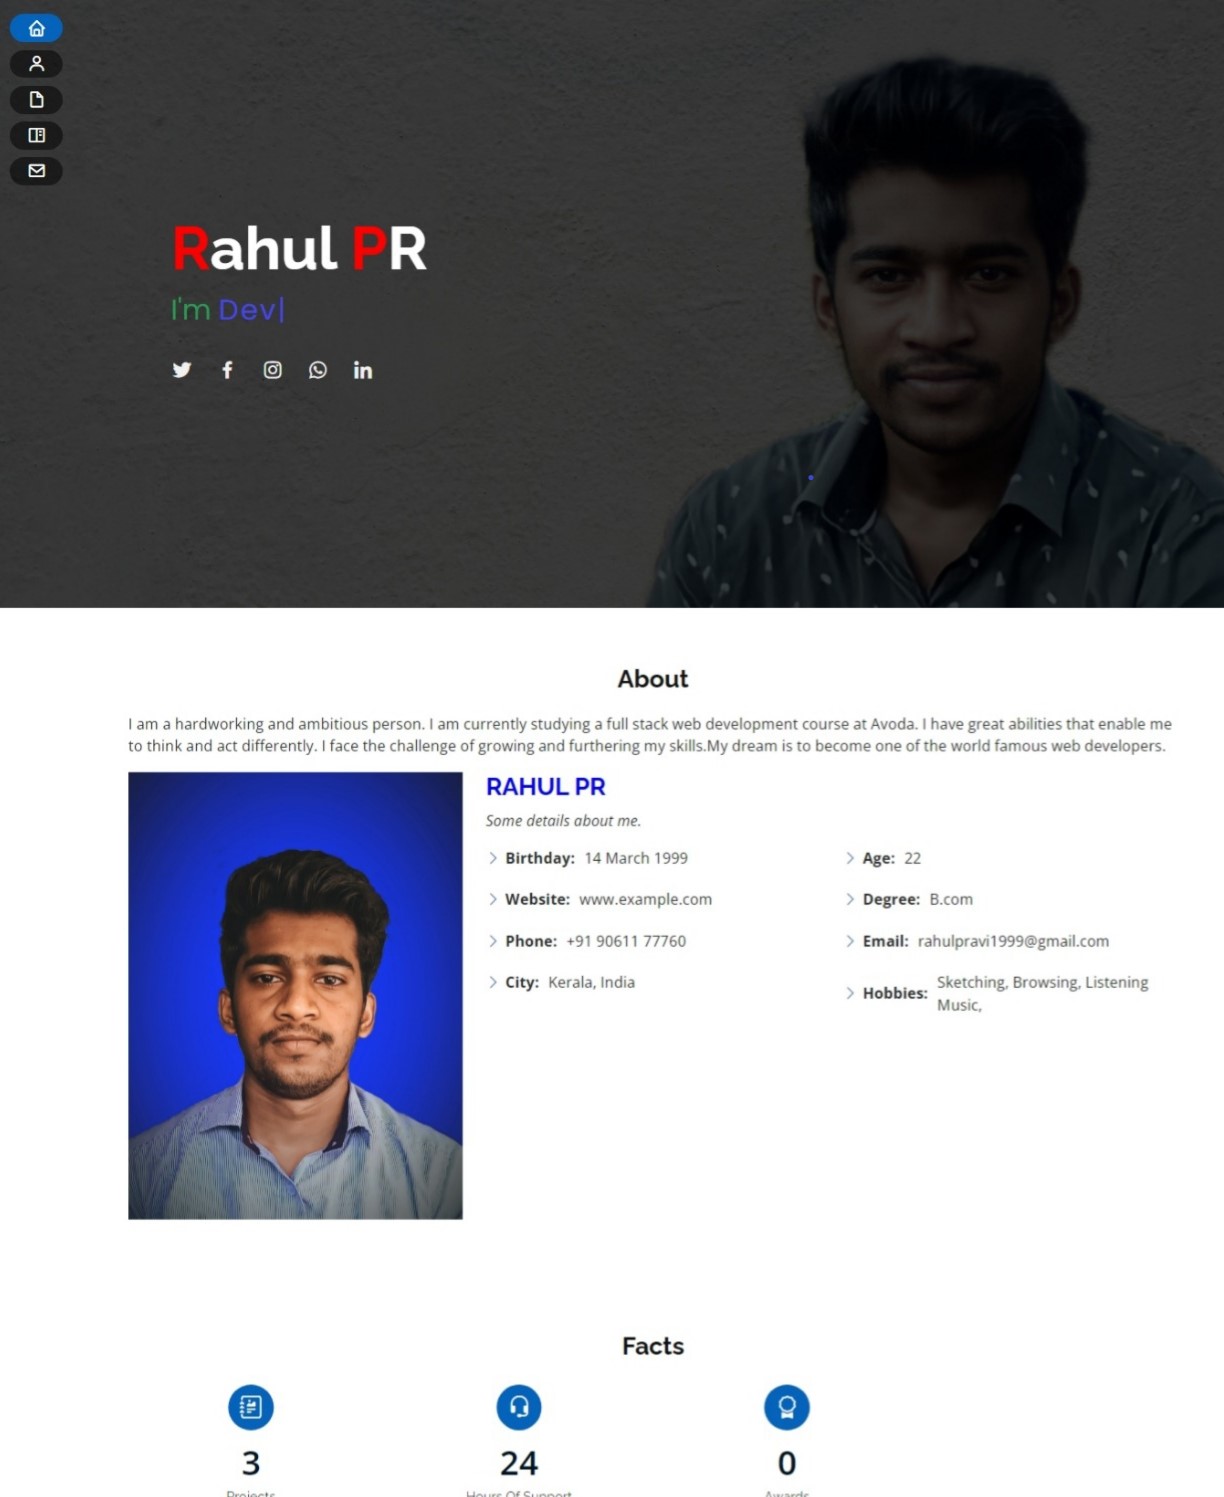 Rahul PR
I'm Dev|
About
I am a hardworking and ambitious person. I am currently studying a full stack web development course at Avoda. I have great abilities that enable me
to think and act differently. I face the challenge of growing and furthering my skills.My dream is to become one of the world famous web developers.
RAHUL PR
Some details about me.
Birthday: 14 March 1999
Website: www.example.com
Phone: +91 90611 77760
City: Kerala, India
Age: 22
Degree: B.com
Email: rahulpravi1999@gmail.com
Hobbies: Sketching, Browsing, Listening
Music,
Facts
3
Projects
24
Hours Of Support
0
Awards